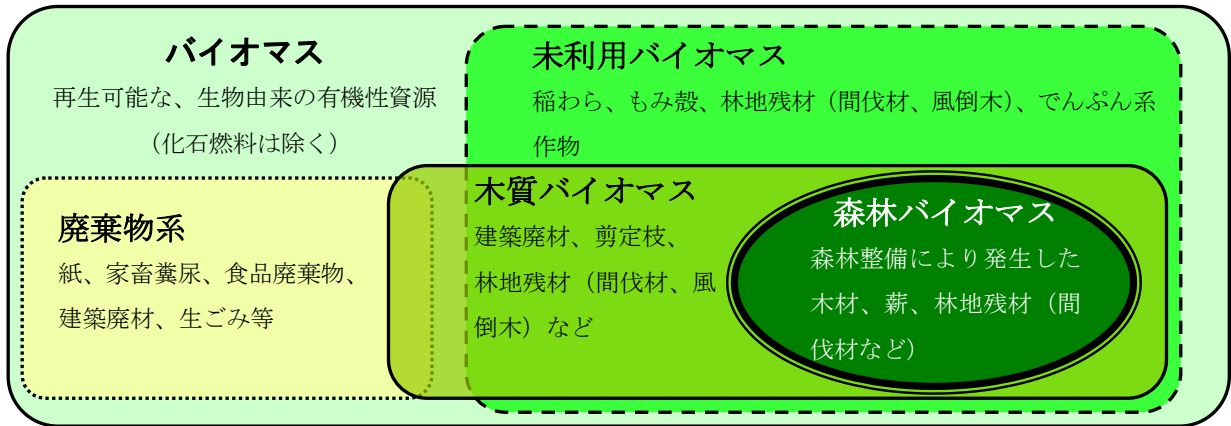 バイオマス
再生可能な、生物由来の有機性資源
（化石燃料は除く）
未利用バイオマス
稲わら、もみ殻、林地残材（間伐材、風倒木）、でんぷん系
作物
廃棄物系
紙、家畜糞尿、食品廃棄物、
建築廃材、生ごみ等
木質バイオマス
建築廃材、剪定枝、
林地残材（間伐材、風
倒木）など
森林バイオマス
森林整備により発生した
木材、薪、林地残材（間
伐材など）